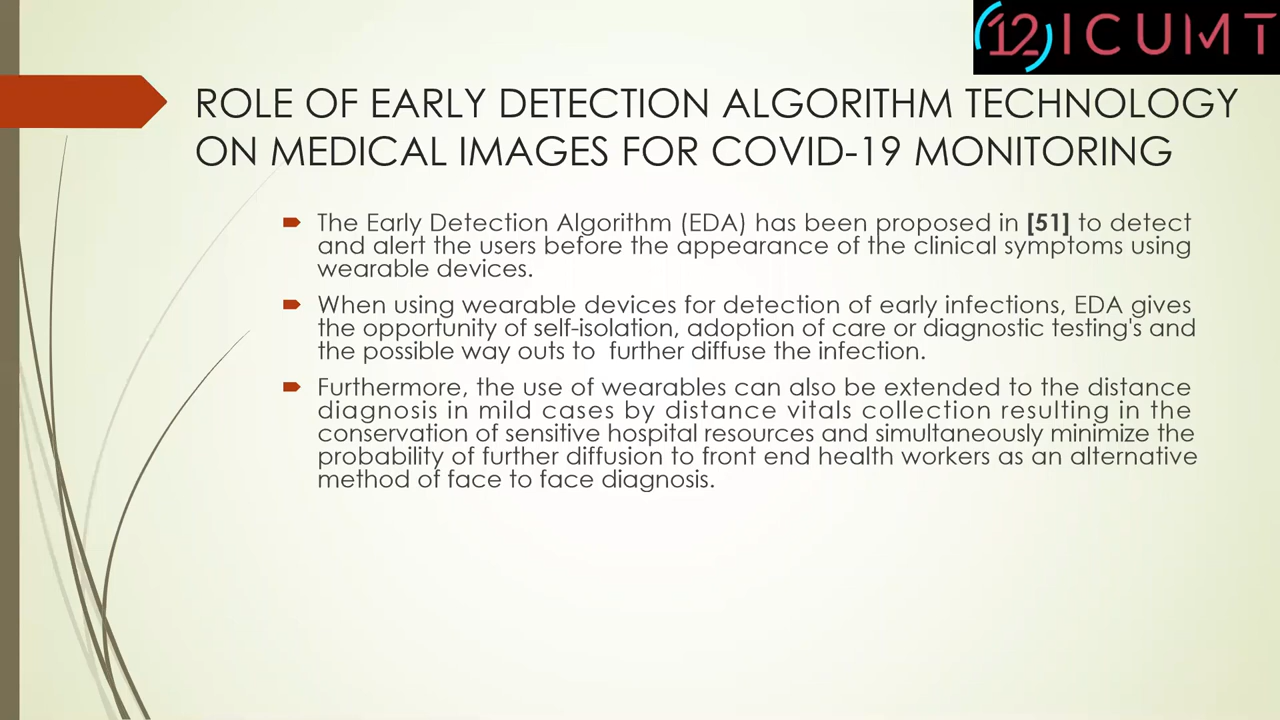 12 ICUMT
ROLE OF EARLY DETECTION ALGORITHM TECHNOLOGY
ON MEDICAL IMAGES FOR COVID-19 MONITORING
The Early Detection Algorithm (EDA) has been proposed in [51] to detect
and alert the users before the appearance of the clinical symptoms using
wearable devices.
When using wearable devices for detection of early infections, EDA gives
the opportunity of self-isolation, adoption of care or diagnostic testing's and
the possible way outs to further diffuse the infection.
Furthermore, the use of wearables can also be extended to the distance
diagnosis in mild cases by distance vitals collection resulting in the
conservation of sensitive hospital resources and simultaneously minimize the
probability of further diffusion to front end health workers as an alternative
method of face to face diagnosis.